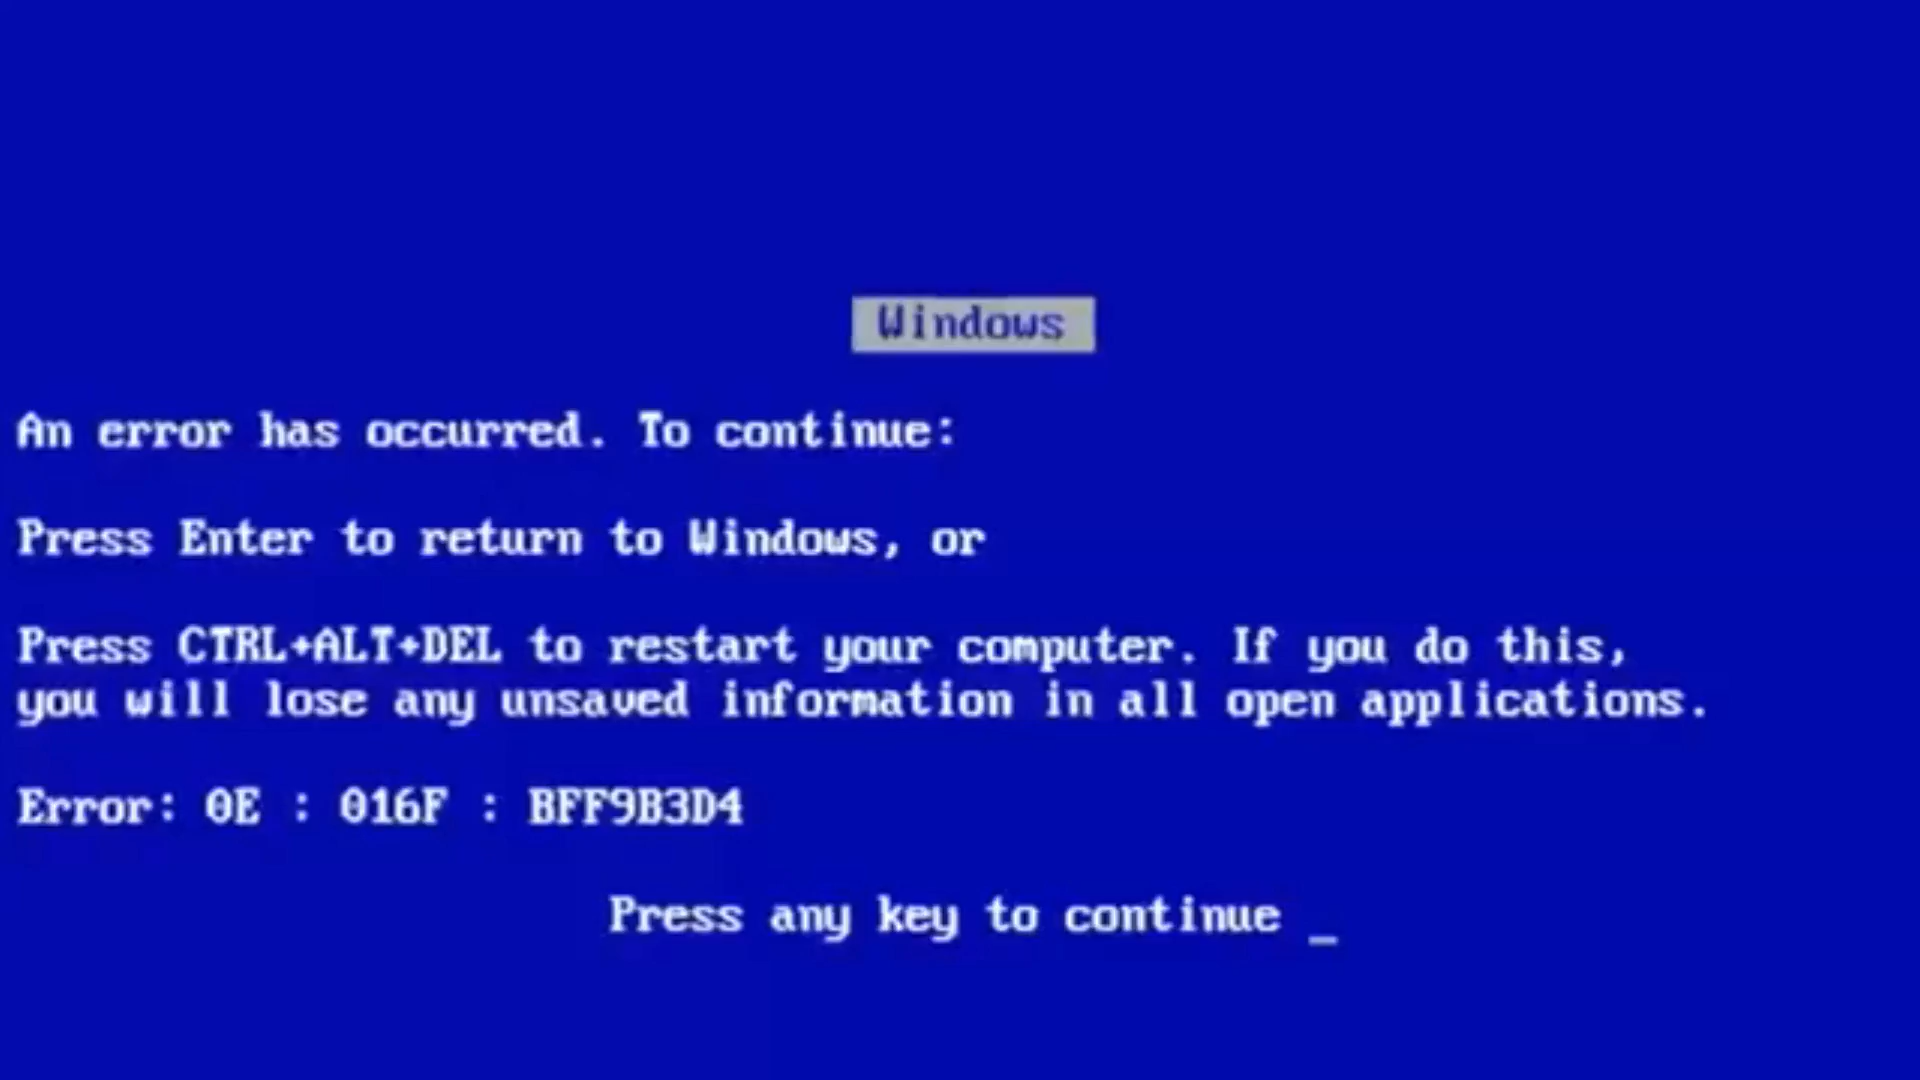 Windows
An error has occurred. To continue:
Press Enter to return to Windows, or
Press CTRL+ALT+DEL to restart your computer. If you do this,
you will lose any unsaved information in all open applications.
Error: 0E : 016F : BFF9B3D4
Press any key to continue _